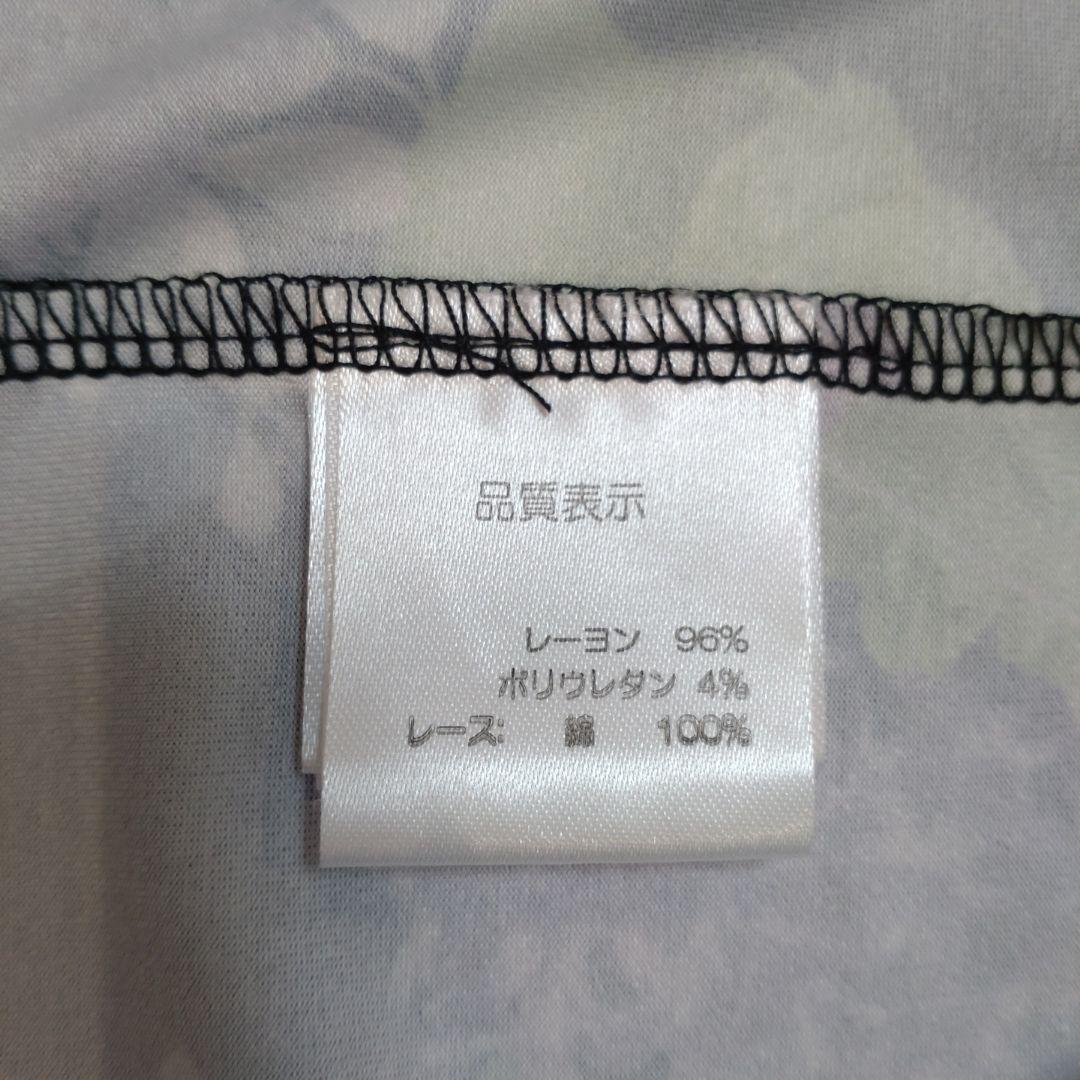 品質表示
レーヨン 96%
ポリウレタン 4%
レース: 綿 100%